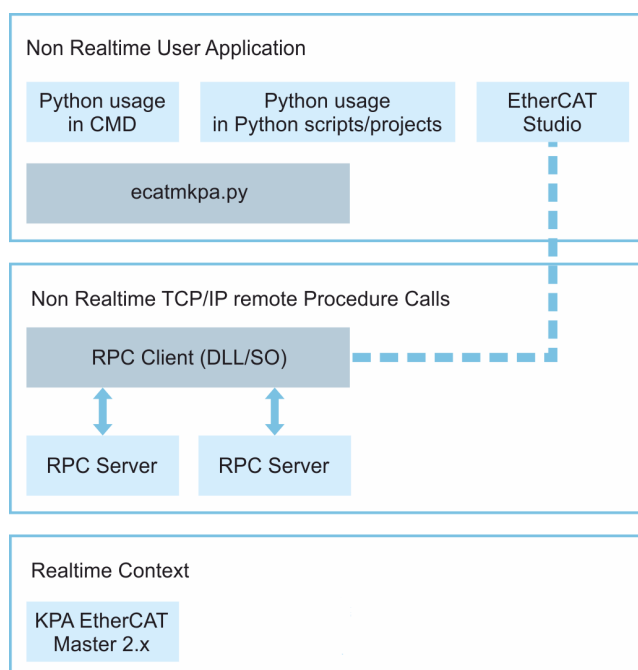 Non Realtime User Application
Python usage
in CMD
Python usage
in Python scripts/projects
EtherCAT
Studio
ecatmkpa.py
Non Realtime TCP/IP remote Procedure Calls
RPC Client (DLL/SO)
RPC Server
RPC Server
Realtime Context
KPA EtherCAT
Master 2.x